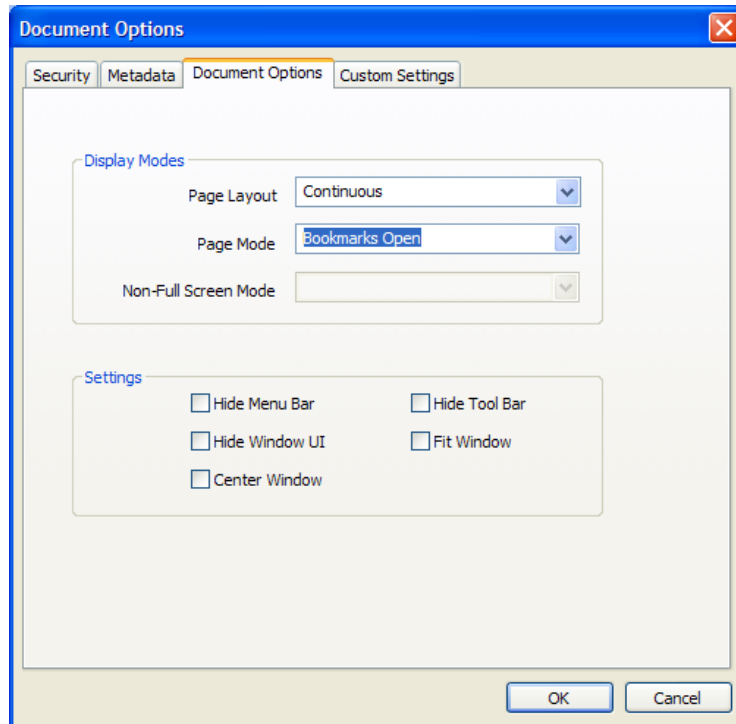 Document Options
Security Metadata Document Options Custom Settings
Display Modes
Page Layout Continuous
Page Mode Bookmarks Open
Non-Full Screen Mode
Settings
Hide Menu Bar Hide Tool Bar
Hide Window UI Fit Window
Center Window
OK Cancel